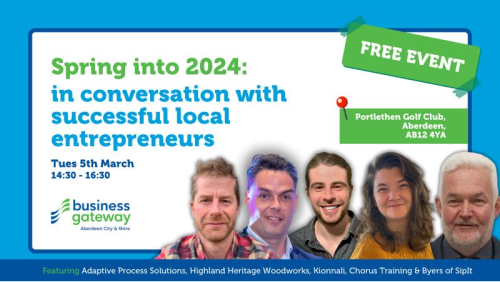 Spring into 2024:
in conversation with
successful local
entrepreneurs
Tues 5th March
14:30 - 16:30
FREE EVENT
Portlethen Golf Club,
Aberdeen,
AB12 4YA
business
gateway
Aberdeen City & Shire
Featuring Adaptive Process Solutions, Highland Heritage Woodworks, Kionnali, Chorus Training & Byers of SipIt